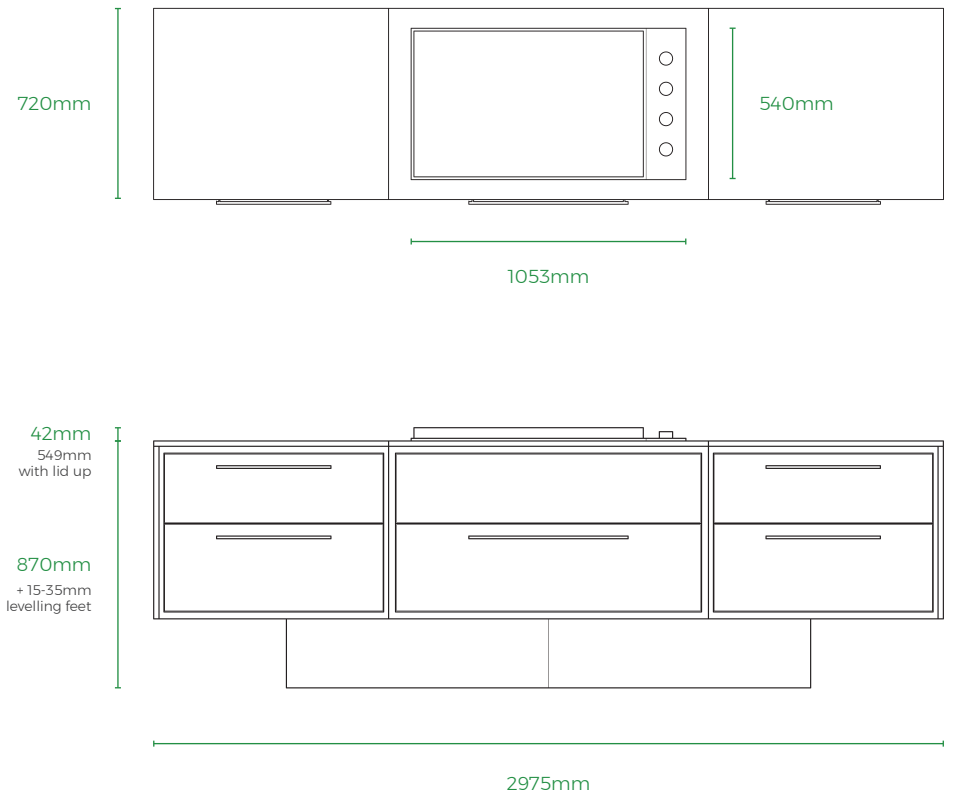 720mm
540mm
1053mm
42mm
549mm
with lid up
870mm
+ 15-35mm
levelling feet
2975mm